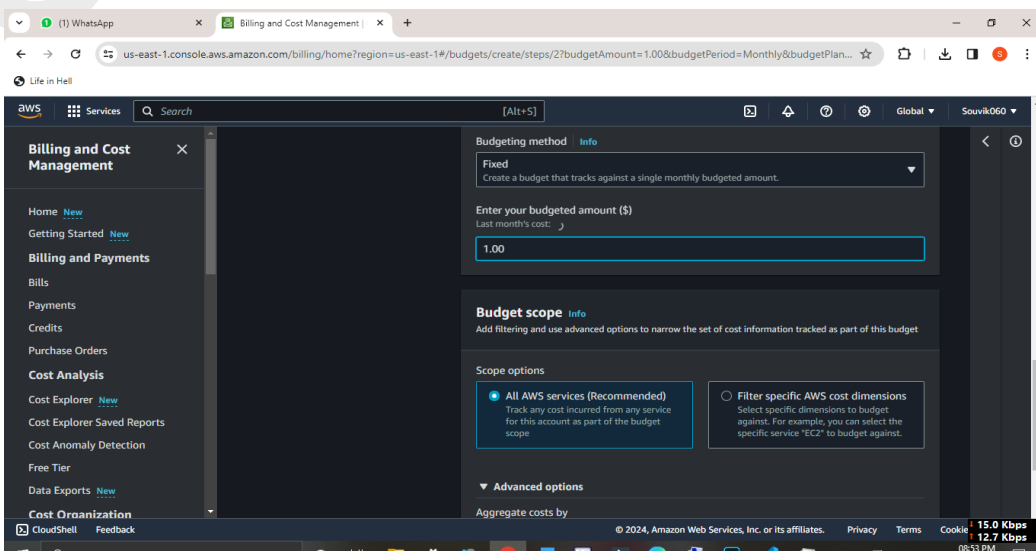 (1) WhatsApp
Billing and Cost Management |
us-east-1.console.aws.amazon.com/billing/home?region=us-east-1#/budgets/create/steps/2?budgetAmount=1.00&budgetPeriod=Monthly&budgetPlan...
S
Life in Hell
aws
Services
Search
[Alt+S]
Global
Souvik060
Billing and Cost
Management
Home New
Getting Started New
Billing and Payments
Bills
Payments
Credits
Purchase Orders
Cost Analysis
Cost Explorer New
Cost Explorer Saved Reports
Cost Anomaly Detection
Free Tier
Data Exports New
Cost Organization
Budgeting method | Info
Fixed
Create a budget that tracks against a single monthly budgeted amount.
Enter your budgeted amount ($)
Last month's cost:
1.00
Budget scope Info
Add filtering and use advanced options to narrow the set of cost information tracked as part of this budget
Scope options
All AWS services (Recommended)
Track any cost incurred from any service
for this account as part of the budget
scope
Filter specific AWS cost dimensions
Select specific dimensions to budget
against. For example, you can select the
specific service "EC2" to budget against.
Advanced options
Aggregate costs by
CloudShell
Feedback
© 2024, Amazon Web Services, Inc. or its affiliates.
Privacy
Terms
Cookie
15.0 Kbps
12.7 Kbps
08:53 PM